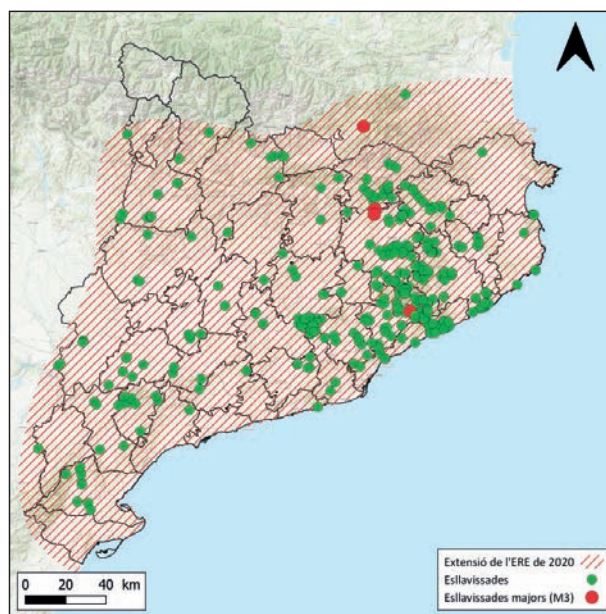 0 20 40 km
Extensió de l'ERE de 2020
Esllavissades
Esllavissades majors (M3)